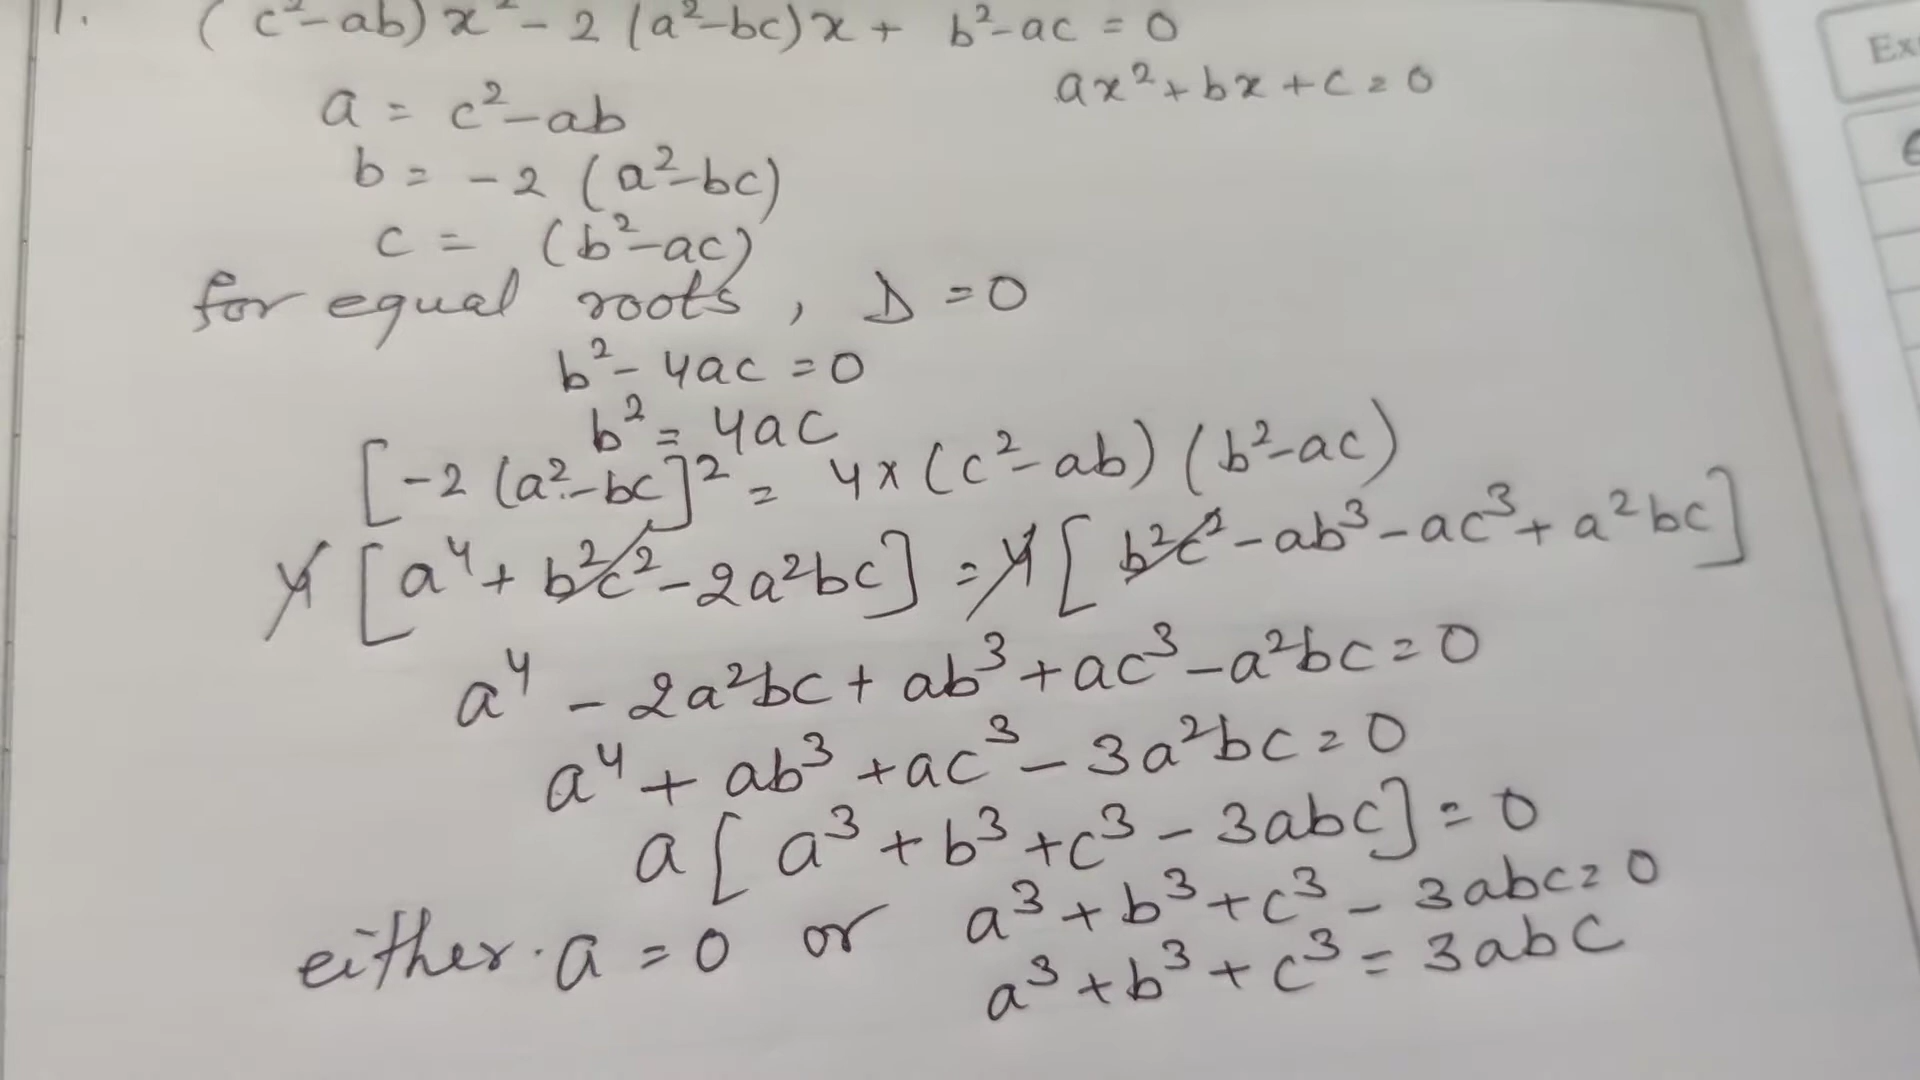 1. (c²-ab)x² - 2(a²-bc)x + b²-ac = 0
ax²+bx+c=0
a = c²-ab
b = -2 (a²-bc)
c = (b²-ac)
for equal roots, D = 0
b²-4ac = 0
b² = 4ac
[-2(a²-bc]² = 4×(c²-ab)(b²-ac)
4[a⁴+b²c²-2a²bc] = 4[b²c²-ab³-ac³+a²bc]
a⁴-2a²bc+ab³+ac³-a²bc=0
a⁴+ab³+ac³-3a²bc=0
a[a³+b³+c³-3abc]=0
either. a = 0 or a³+b³+c³-3abc=0
a³+b³+c³=3abc